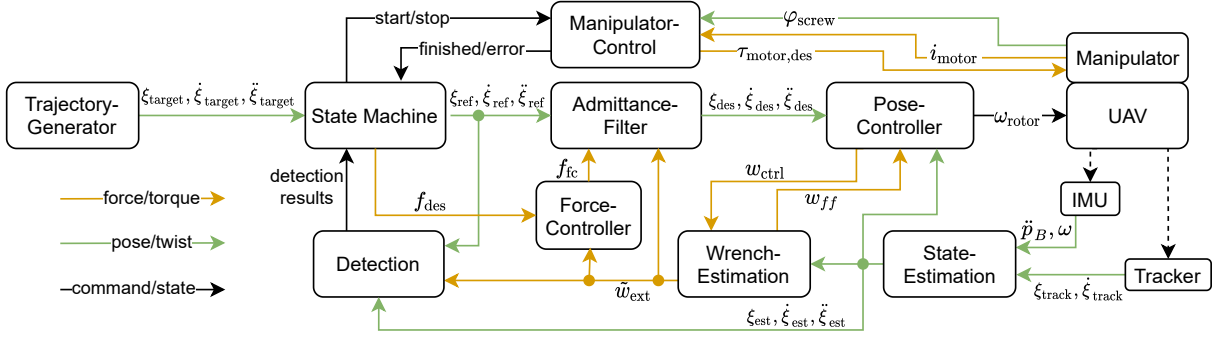 start/stop
finished/error
Manipulator-
Control
φ_screw
i_motor
τ_motor,des
Manipulator
UAV
Trajectory-
Generator
ξ_target, ξ̇_target, ξ̈_target
State Machine
ξ_ref, ξ̇_ref, ξ̈_ref
Admittance-
Filter
ξ_des, ξ̇_des, ξ̈_des
Pose-
Controller
ω_rotor
detection
results
f_des
f_fc
Force-
Controller
w_ctrl
w_ff
IMU
p̈_B, ω
force/torque
pose/twist
command/state
Detection
w̃_ext
Wrench-
Estimation
State-
Estimation
Tracker
ξ_track, ξ̇_track
ξ_est, ξ̇_est, ξ̈_est